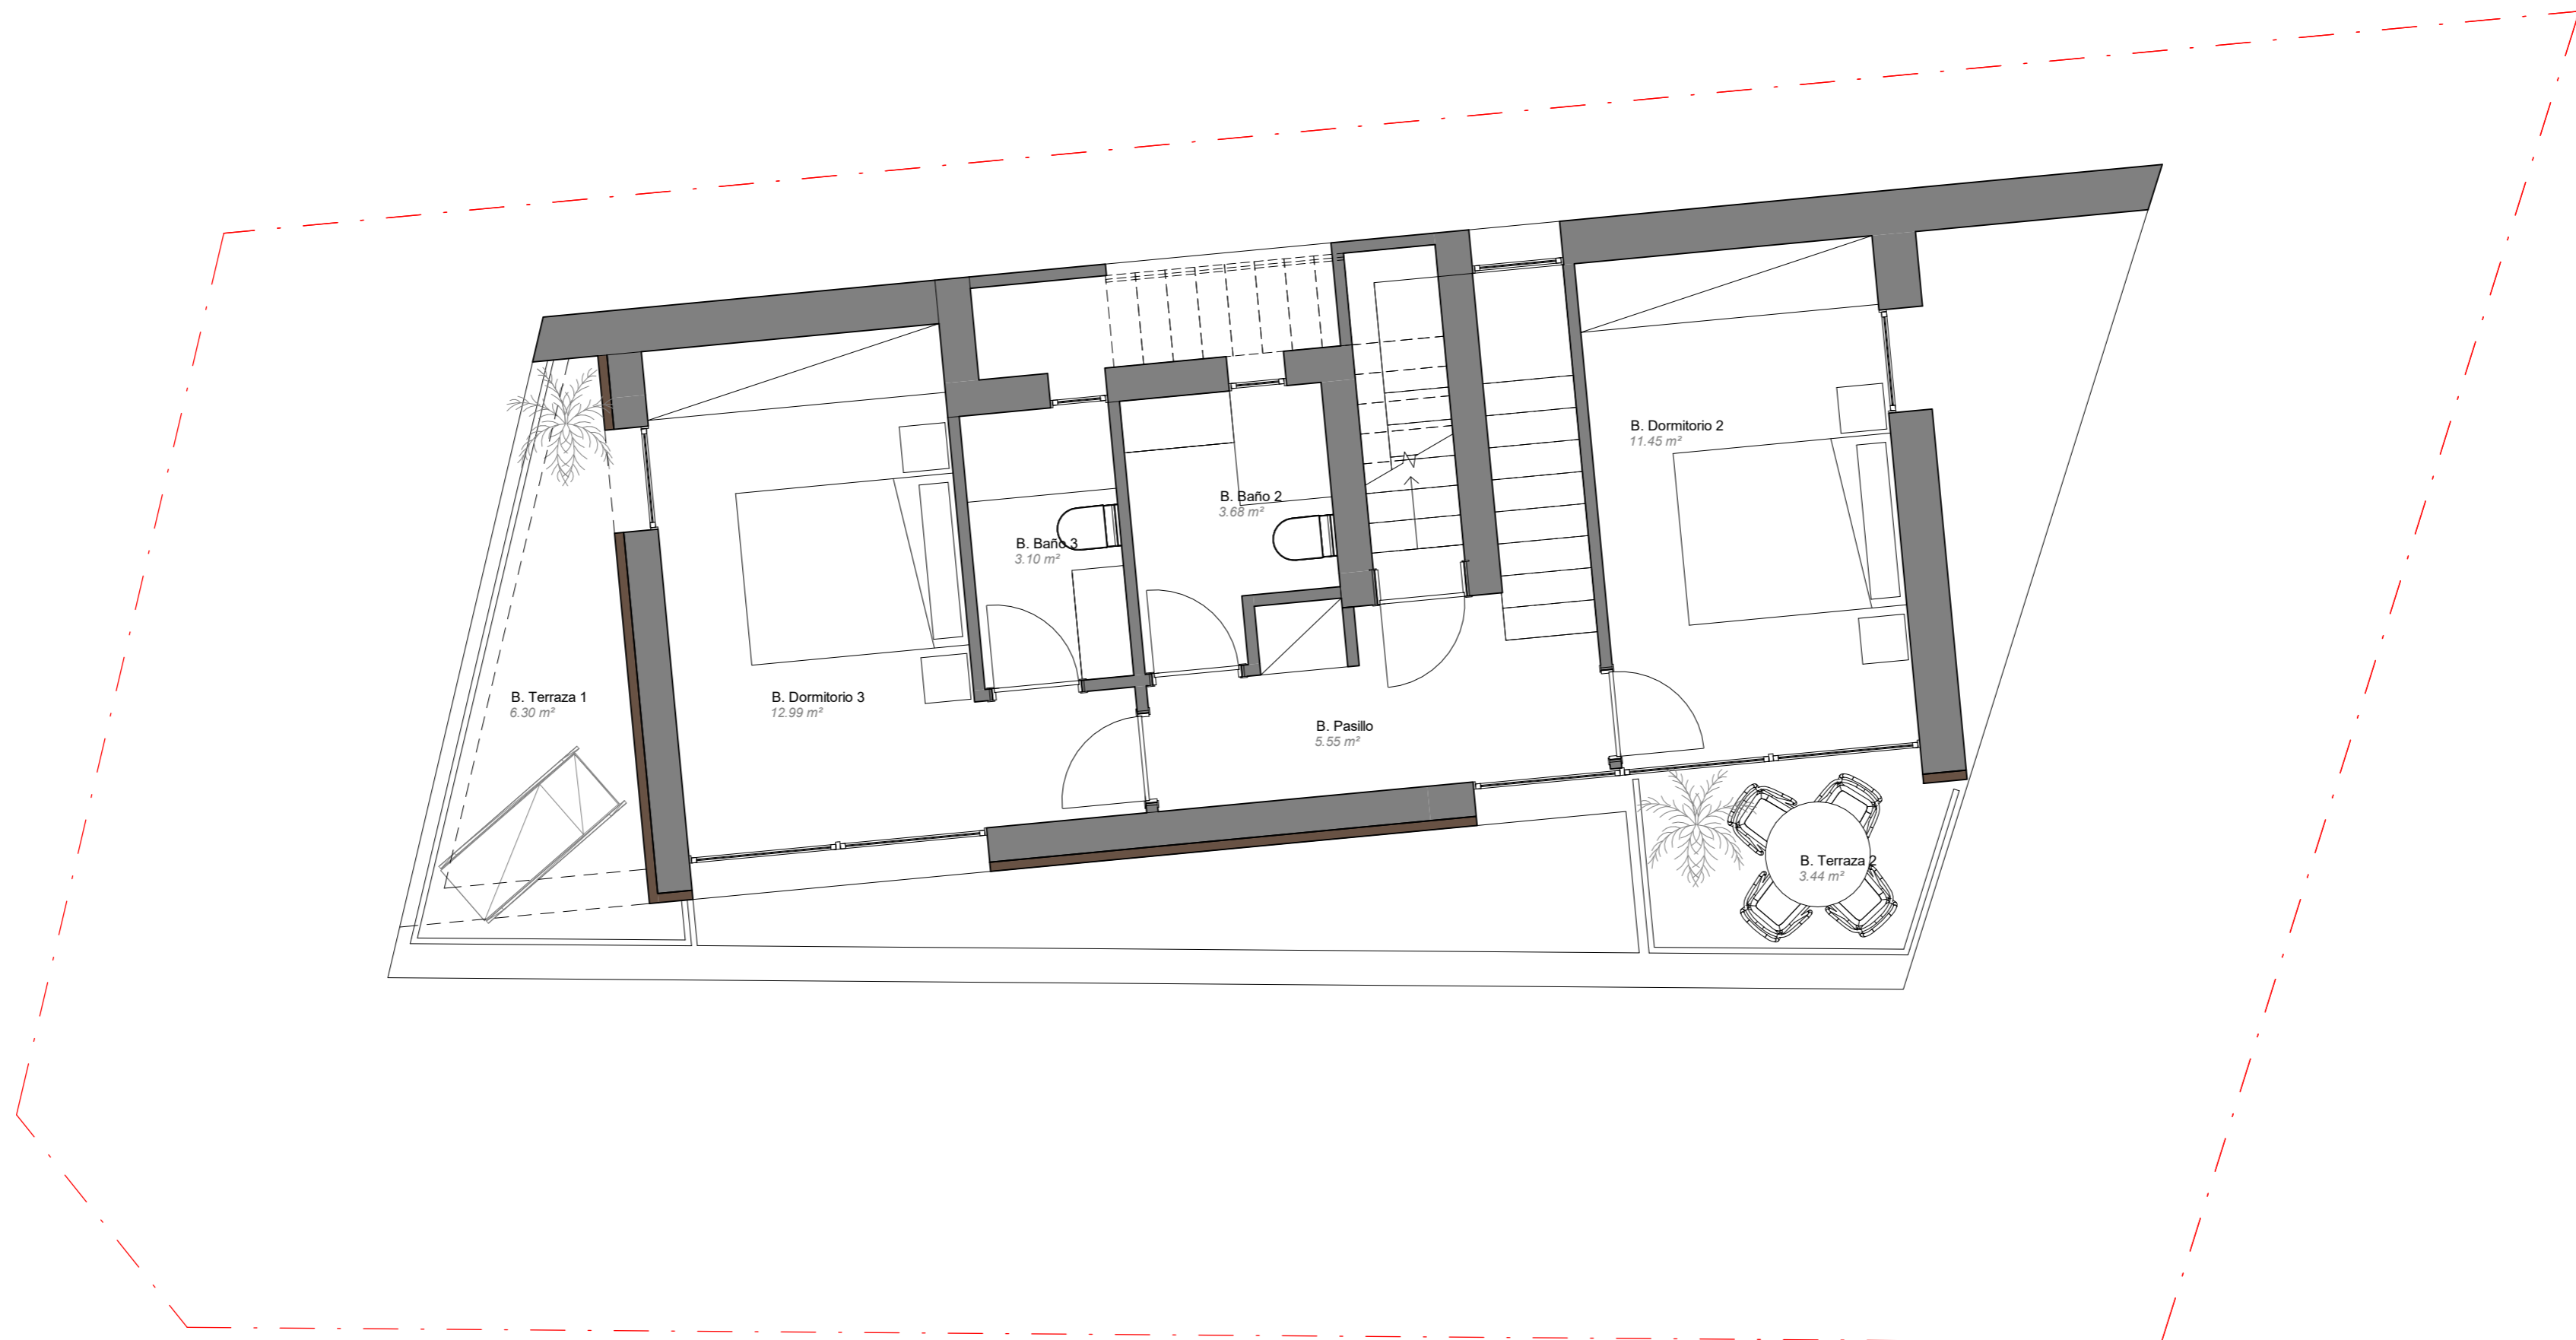 B. Dormitorio 2
11.45 m²
B. Baño 2
3.68 m²
B. Baño 3
3.10 m²
B. Terraza 1
6.30 m²
B. Dormitorio 3
12.99 m²
B. Pasillo
5.55 m²
B. Terraza 2
3.44 m²